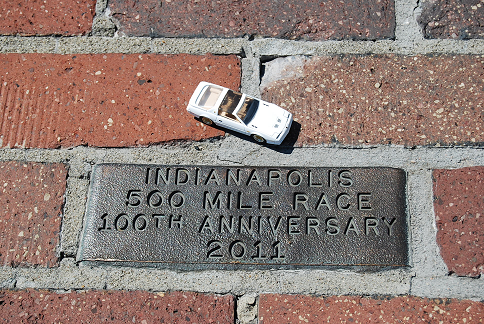 INDIANAPOLIS
500 MILE RACE
100TH ANNIVERSARY
2011